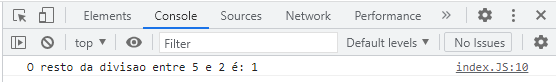 Elements Console Sources Network Performance »
top ▾ Filter Default levels ▾ No Issues
O resto da divisao entre 5 e 2 é: 1 index.JS:10